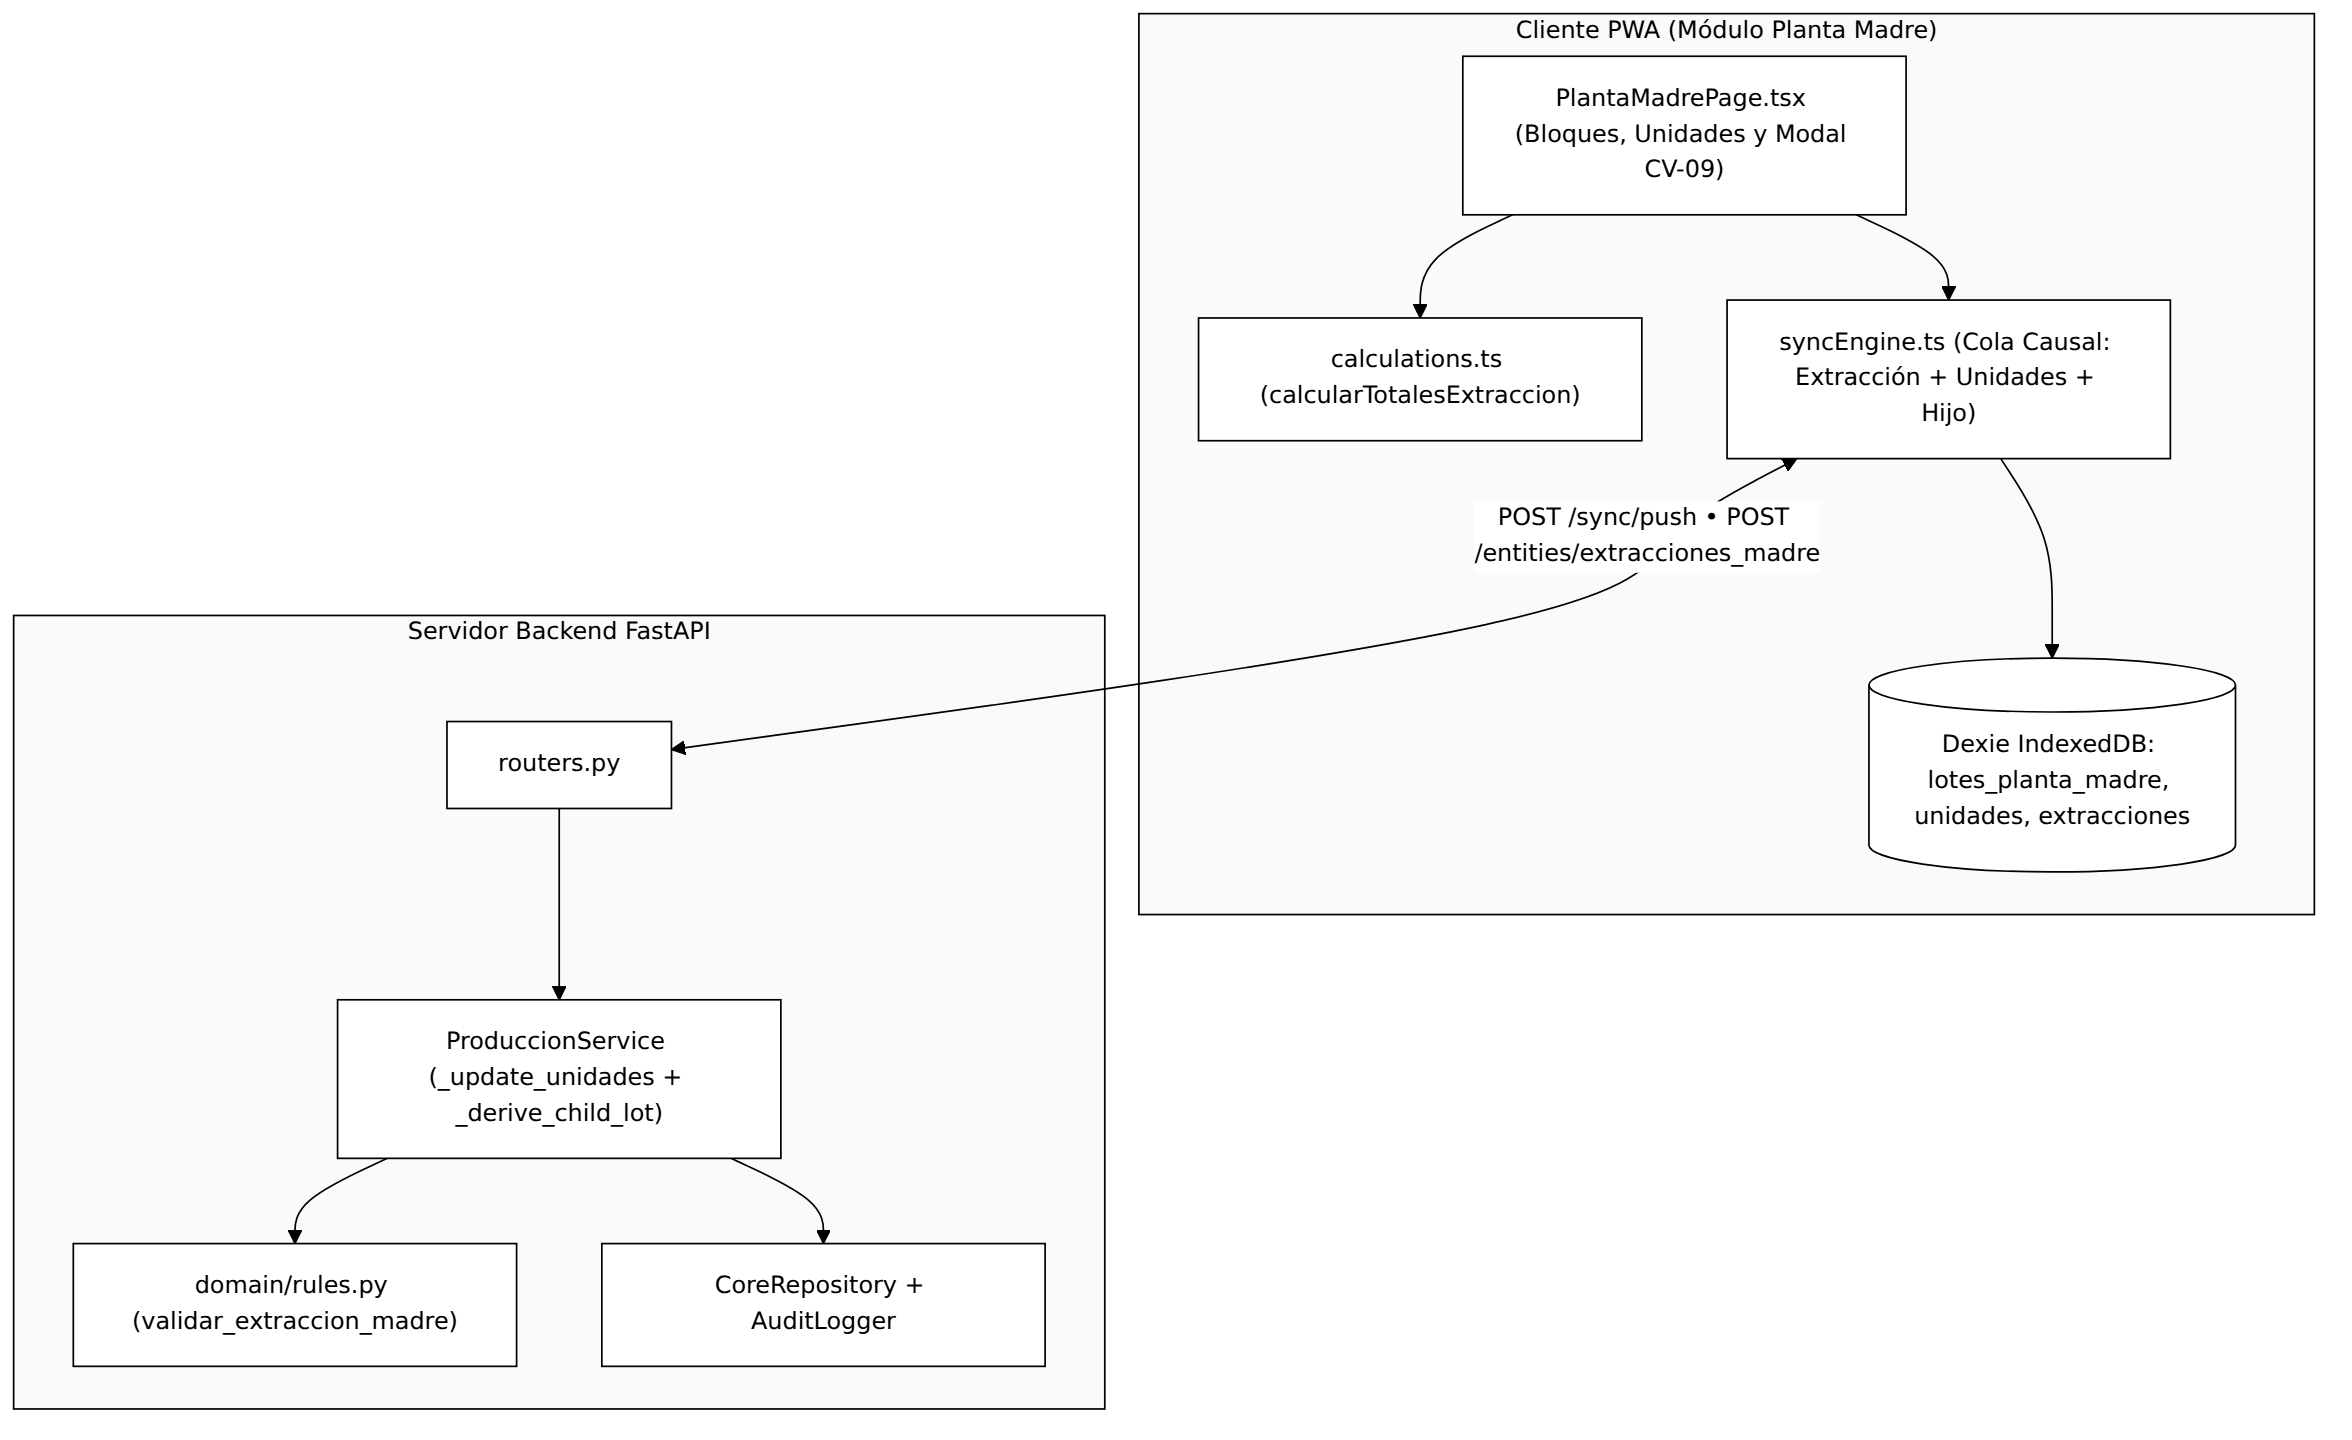 Cliente PWA (Módulo Planta Madre)
PlantaMadrePage.tsx
(Bloques, Unidades y Modal
CV-09)
calculations.ts
(calcularTotalesExtraccion)
syncEngine.ts (Cola Causal:
Extracción + Unidades +
Hijo)
POST /sync/push • POST
/entities/extracciones_madre
Dexie IndexedDB:
lotes_planta_madre,
unidades, extracciones
Servidor Backend FastAPI
routers.py
ProduccionService
(_update_unidades +
_derive_child_lot)
domain/rules.py
(validar_extraccion_madre)
CoreRepository +
AuditLogger